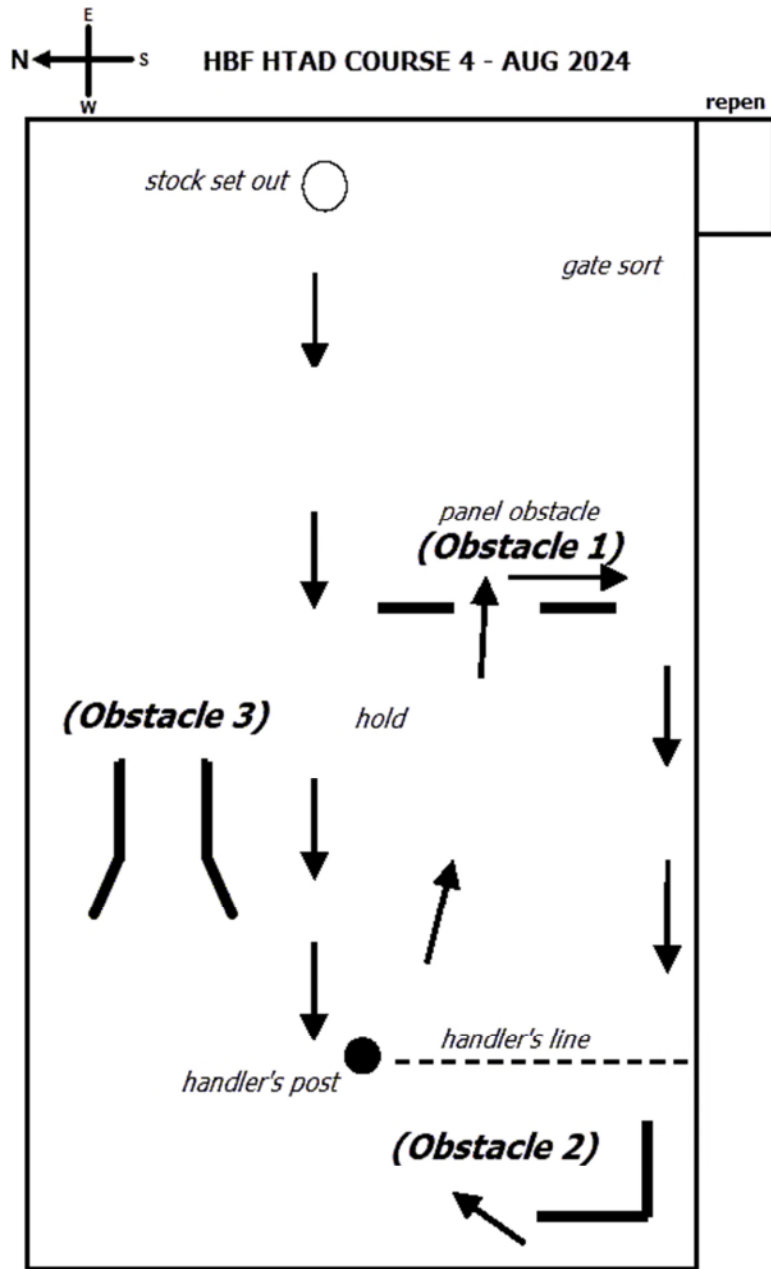 E
N S
W
HBF HTAD COURSE 4 - AUG 2024
repen
stock set out
gate sort
panel obstacle
(Obstacle 1)
(Obstacle 3)
hold
handler's line
handler's post
(Obstacle 2)